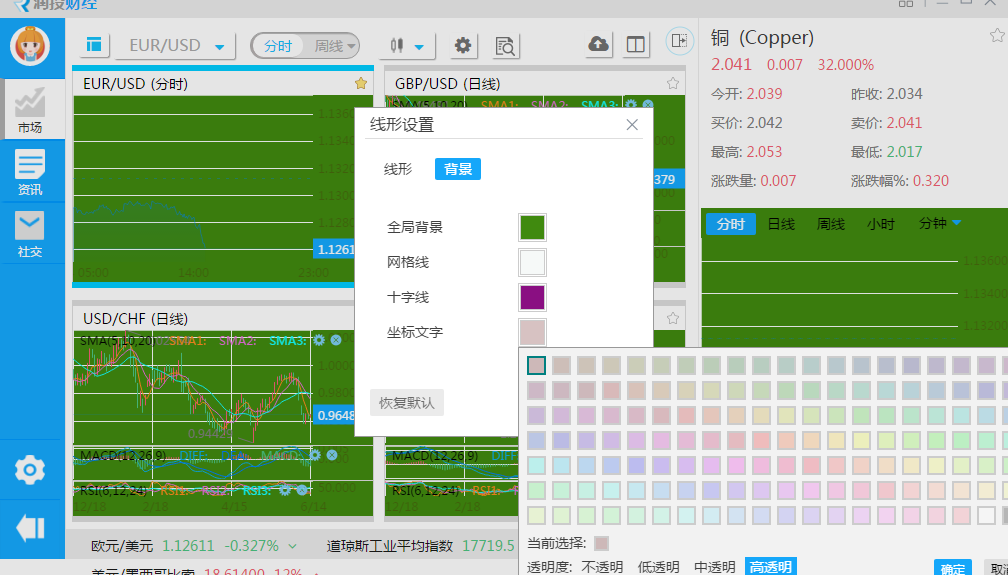 润投财经
EUR/USD
分时
周线
铜 (Copper)
2.041 0.007 32.000%
今开: 2.039 昨收: 2.034
买价: 2.042 卖价: 2.041
最高: 2.053 最低: 2.017
涨跌量: 0.007 涨跌幅%: 0.320
市场
资讯
社交
EUR/USD (分时)
1.1360
1.1340
1.1320
1.1300
1.1280
1.1261
05:00 14:00 23:00
GBP/USD (日线)
SMA(5,10,20) SMA1: SMA2: SMA3:
379
线形设置
线形 背景
全局背景
网格线
十字线
坐标文字
恢复默认
分时 日线 周线 小时 分钟
1.13600
1.13400
1.13200
USD/CHF (日线)
SMA(5,10,20) SMA1: SMA2: SMA3:
1.0000
0.9800
0.9648
0.9442
MACD(12,26,9) DIFF: DEA: MACD:
RSI(6,12,24) RSI1: RSI2: RSI3:
50.000
12/18 2/18 4/15 6/14
MACD(12,26,9) DIFF
RSI(6,12,24) RSI1:
12/18 2/18
当前选择:
透明度: 不透明 低透明 中透明 高透明
确定 取消
欧元/美元 1.12611 -0.327% 道琼斯工业平均指数 17719.5
美元/墨西哥比索 18.61400 .12%